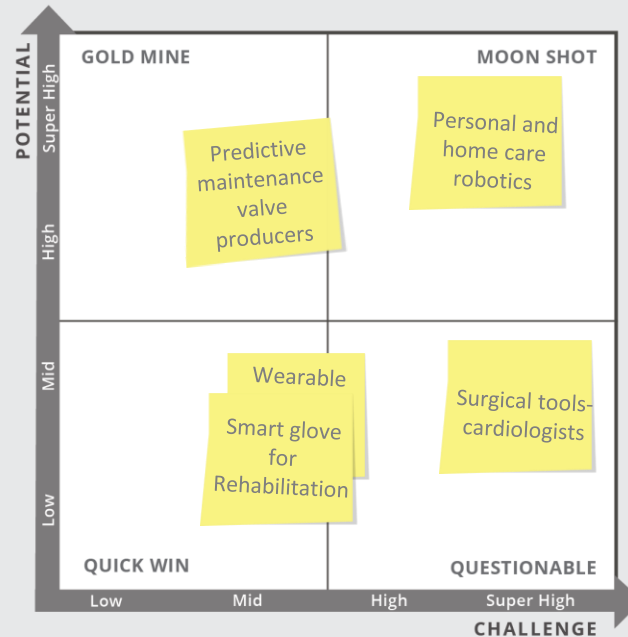 POTENTIAL
Super High
High
Mid
Low
GOLD MINE
MOON SHOT
Predictive
maintenance
valve
producers
Personal and
home care
robotics
Wearable
Smart glove
for
Rehabilitation
Surgical tools-
cardiologists
QUICK WIN
QUESTIONABLE
Low
Mid
High
Super High
CHALLENGE